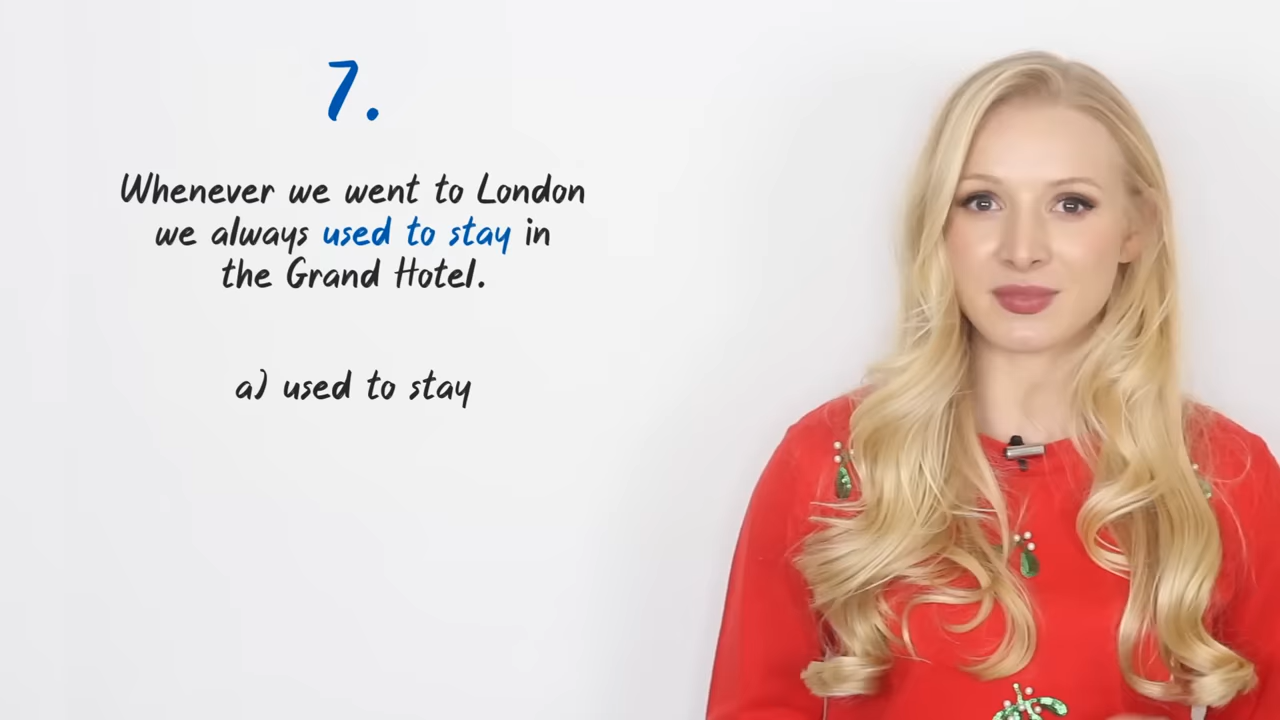 7.
Whenever we went to London
we always used to stay in
the Grand Hotel.
a) used to stay